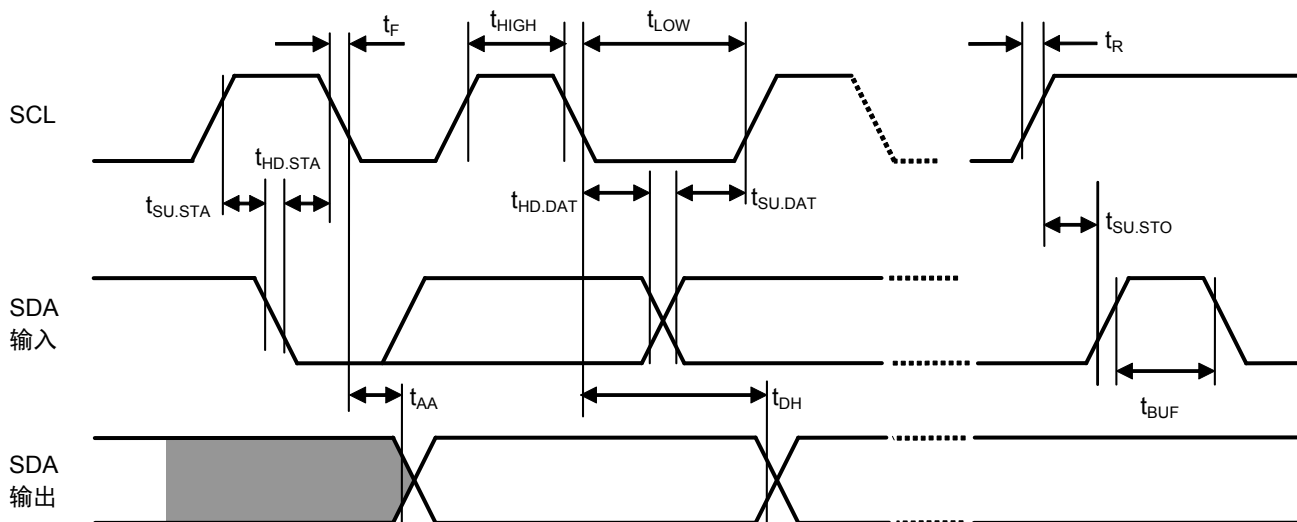 tF
tHIGH
tLOW
tR
SCL
tHD.STA
tSU.STA
tHD.DAT
tSU.DAT
tSU.STO
SDA
输入
tAA
tDH
tBUF
SDA
输出